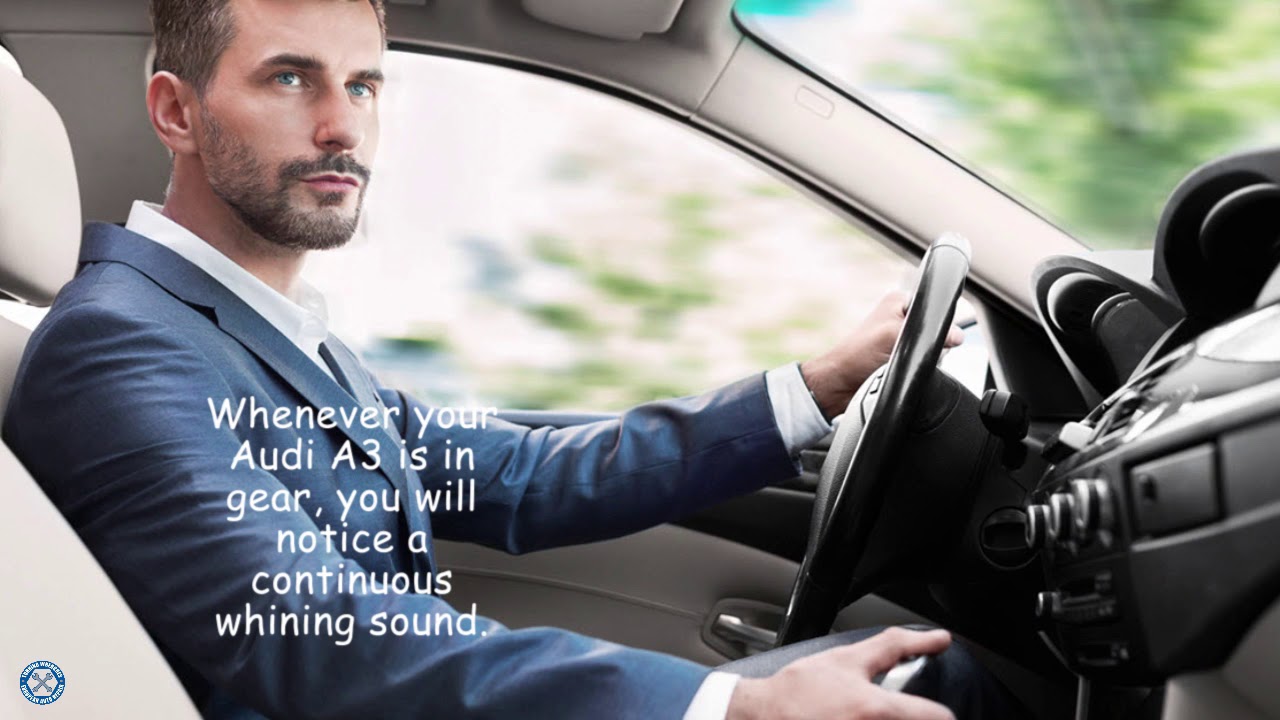 Whenever your
Audi A3 is in
gear, you will
notice a
continuous
whining sound.